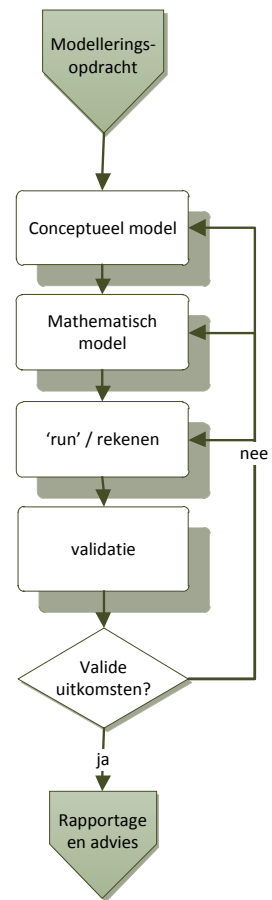 Modellerings-
opdracht
Conceptueel model
Mathematisch
model
‘run’ / rekenen
nee
validatie
Valide
uitkomsten?
ja
Rapportage
en advies